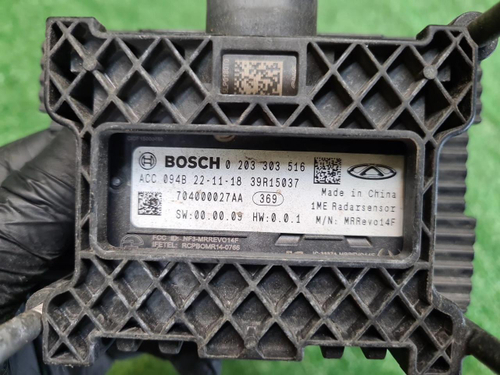 BOSCH 0 203 303 516
ACC 094B 22-11-18 39R15037
704000027AA 369
SW:00:00.09 HW:0.0.1
Made in China
1ME Radarsensor
M/N: MRRevo14F
FCC ID: NF3-MRREVO14F
IFETEL: RCPBOMR14-0786